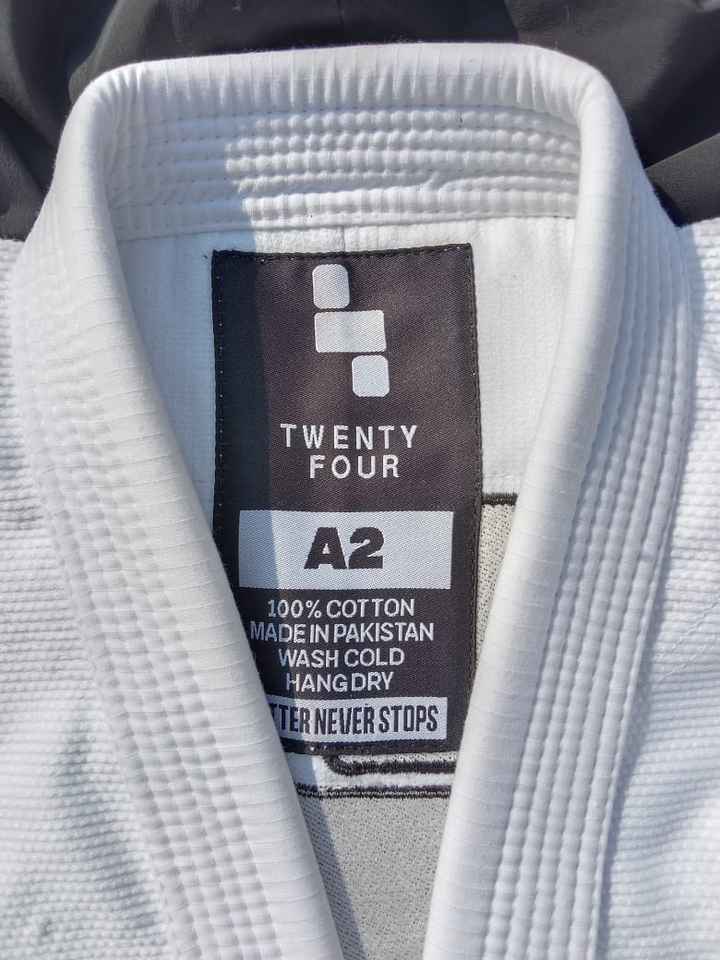 TWENTY
FOUR
A2
100% COTTON
MADE IN PAKISTAN
WASH COLD
HANG DRY
NEVER STOPS